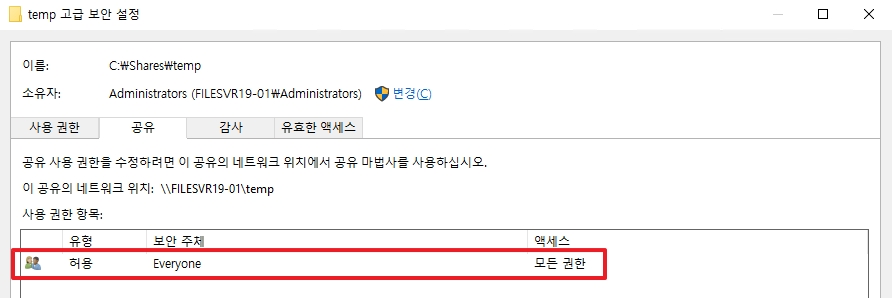 temp 고급 보안 설정
이름: C:₩Shares₩temp
소유자: Administrators (FILESVR19-01₩Administrators) 변경(C)
사용 권한 공유 감사 유효한 액세스
공유 사용 권한을 수정하려면 이 공유의 네트워크 위치에서 공유 마법사를 사용하십시오.
이 공유의 네트워크 위치: \\FILESVR19-01\temp
사용 권한 항목:
유형 보안 주체 액세스
허용 Everyone 모든 권한